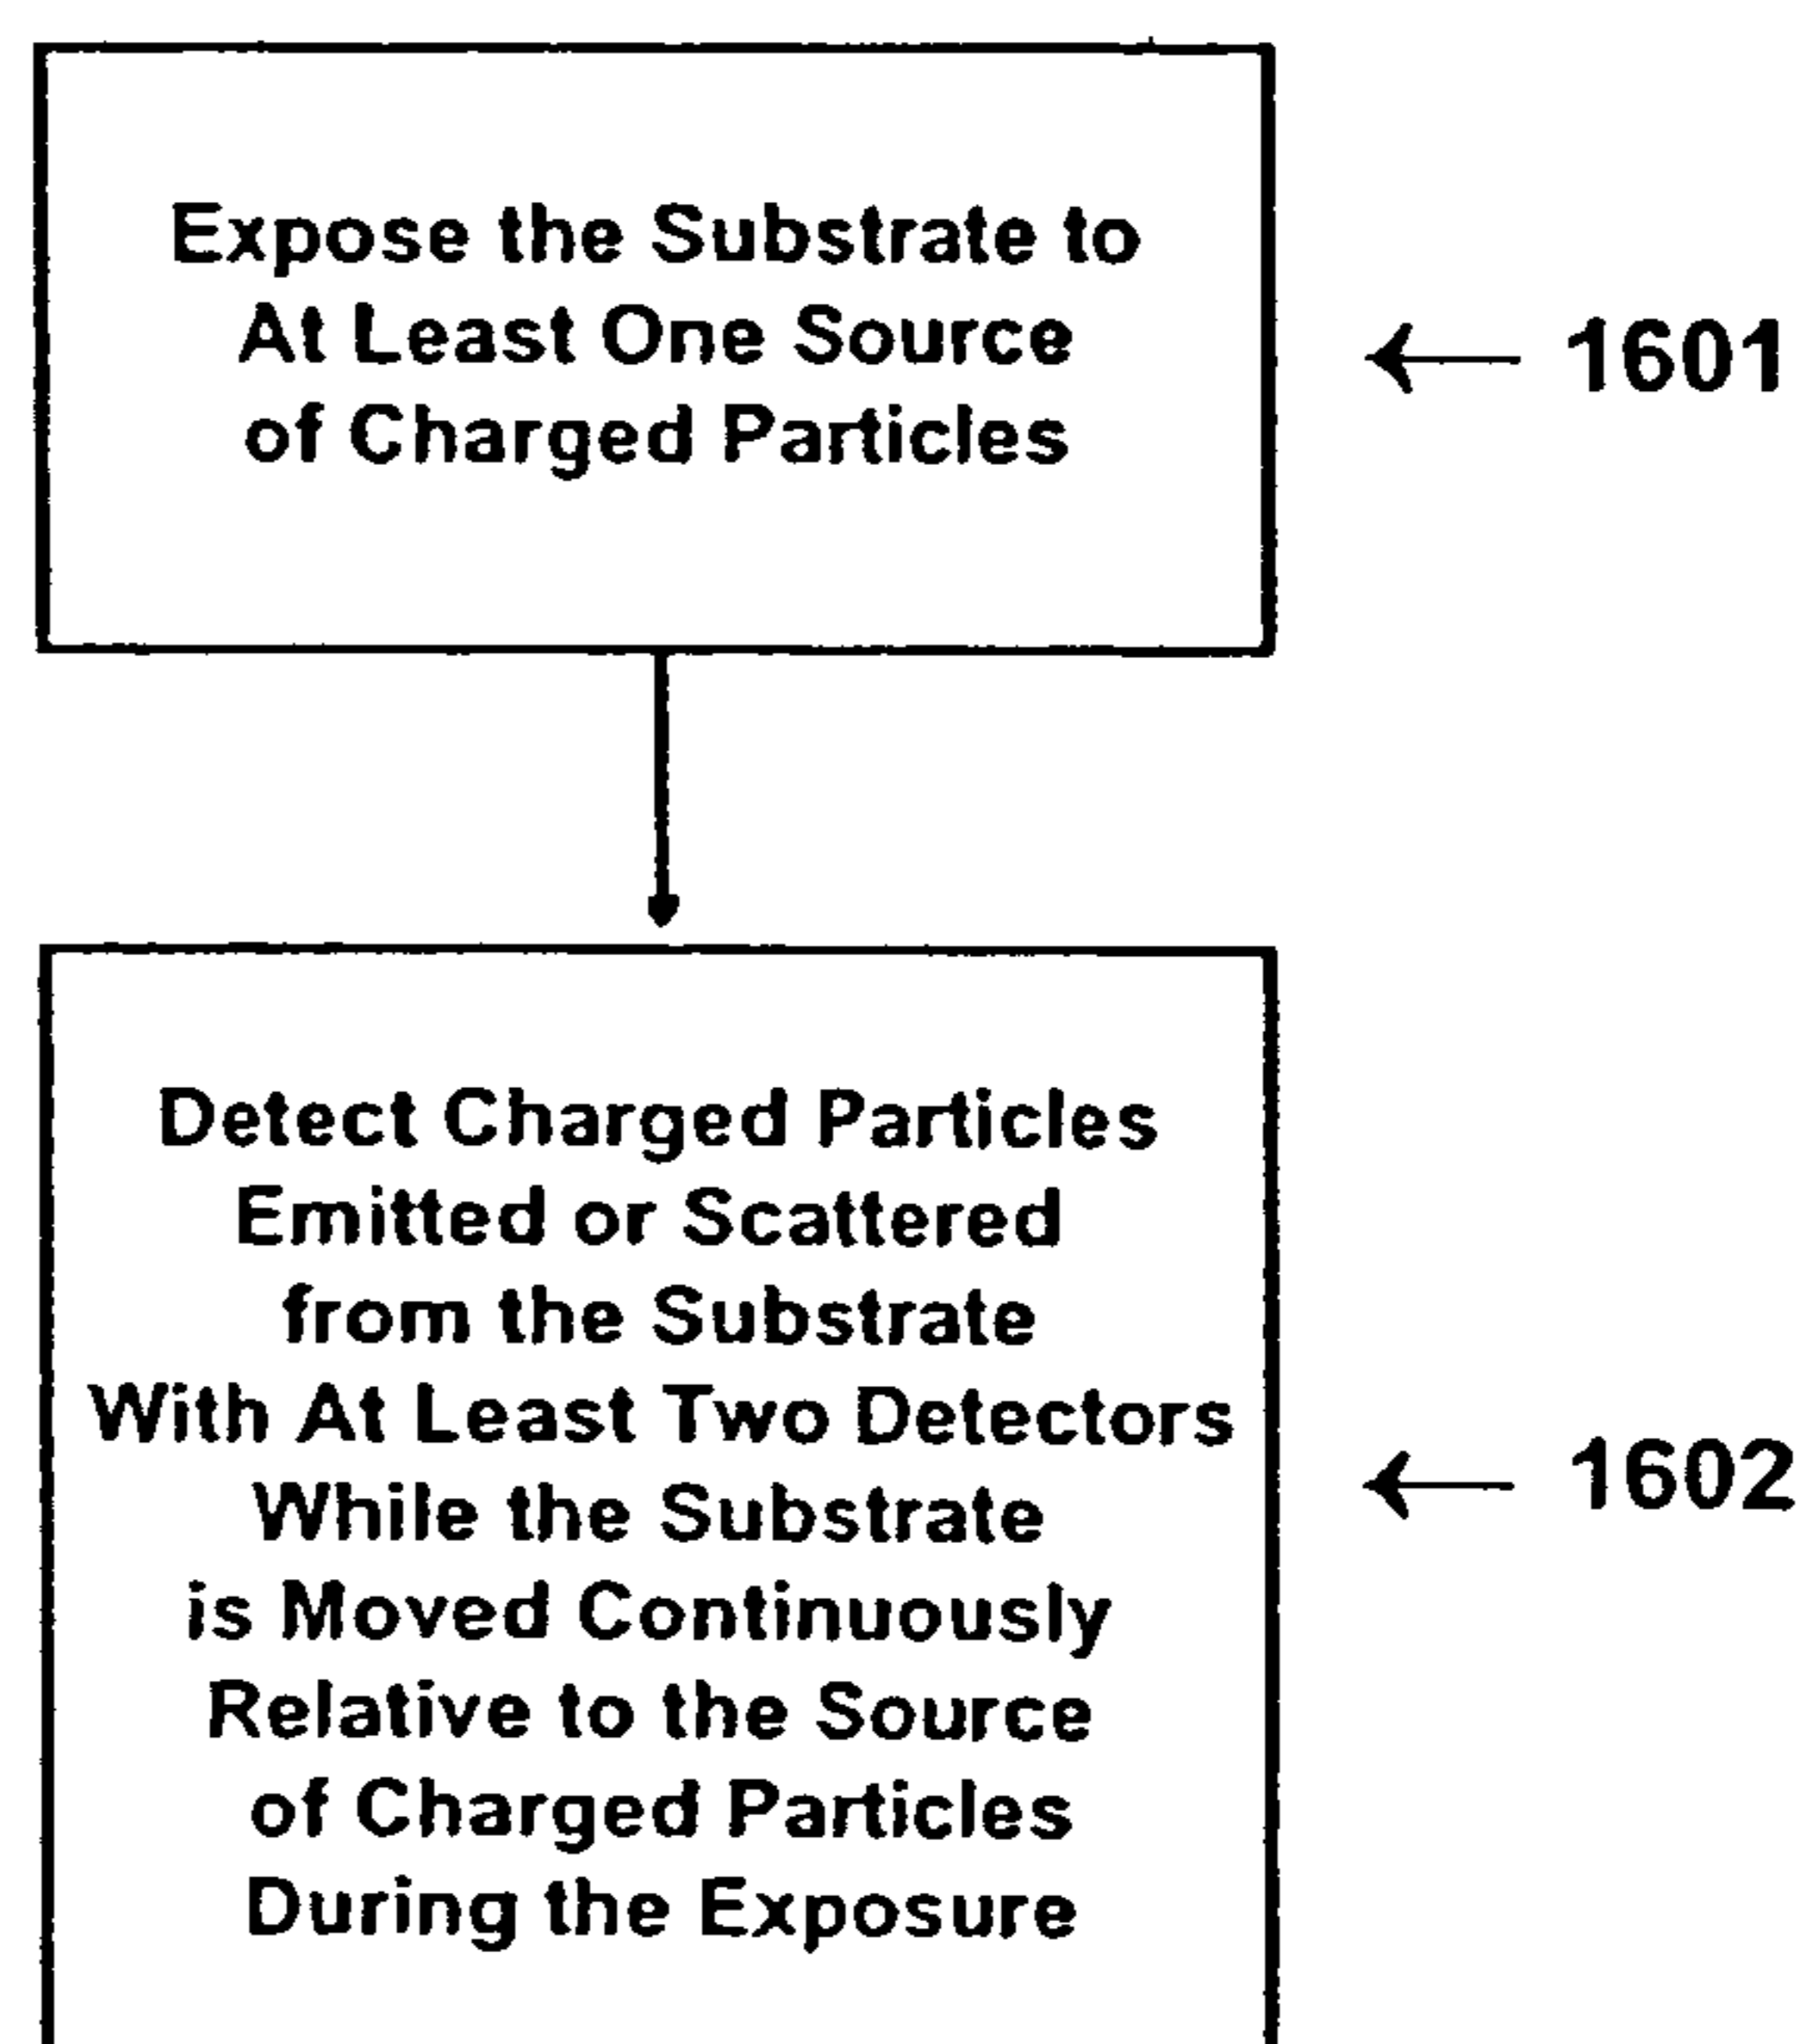 Expose the Substrate to
At Least One Source
of Charged Particles
1601
Detect Charged Particles
Emitted or Scattered
from the Substrate
With At Least Two Detectors
While the Substrate
is Moved Continuously
Relative to the Source
of Charged Particles
During the Exposure
1602